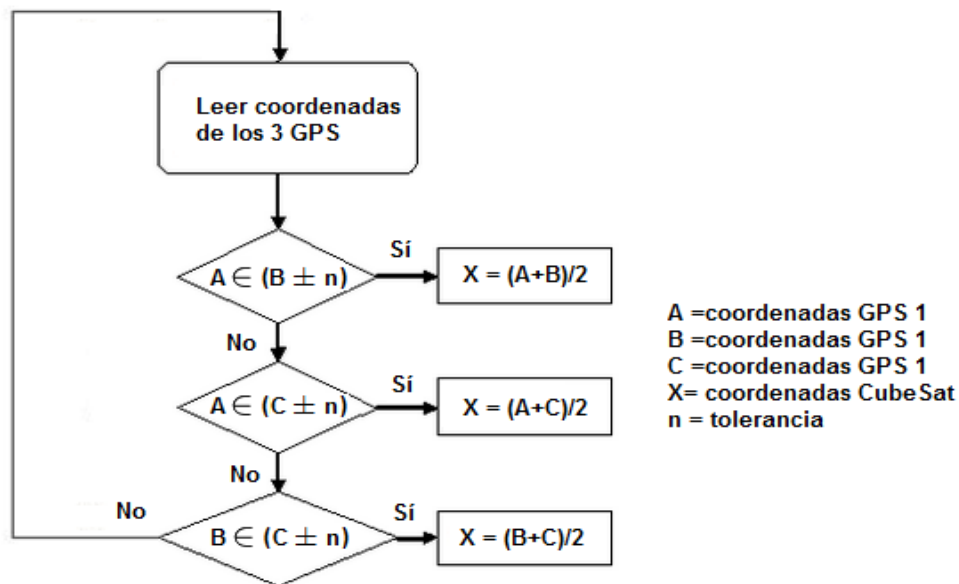 Leer coordenadas
de los 3 GPS
A ∈ (B ± n)
Sí
X = (A+B)/2
No
A ∈ (C ± n)
Sí
X = (A+C)/2
No
B ∈ (C ± n)
Sí
X = (B+C)/2
No
A =coordenadas GPS 1
B =coordenadas GPS 1
C =coordenadas GPS 1
X= coordenadas CubeSat
n = tolerancia